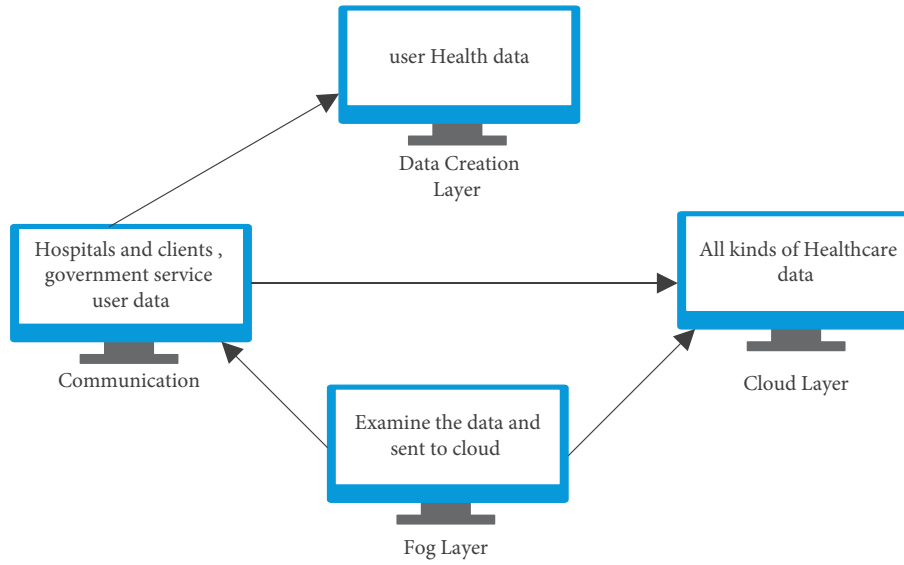 user Health data
Data Creation
Layer
Hospitals and clients ,
government service
user data
Communication
All kinds of Healthcare
data
Cloud Layer
Examine the data and
sent to cloud
Fog Layer